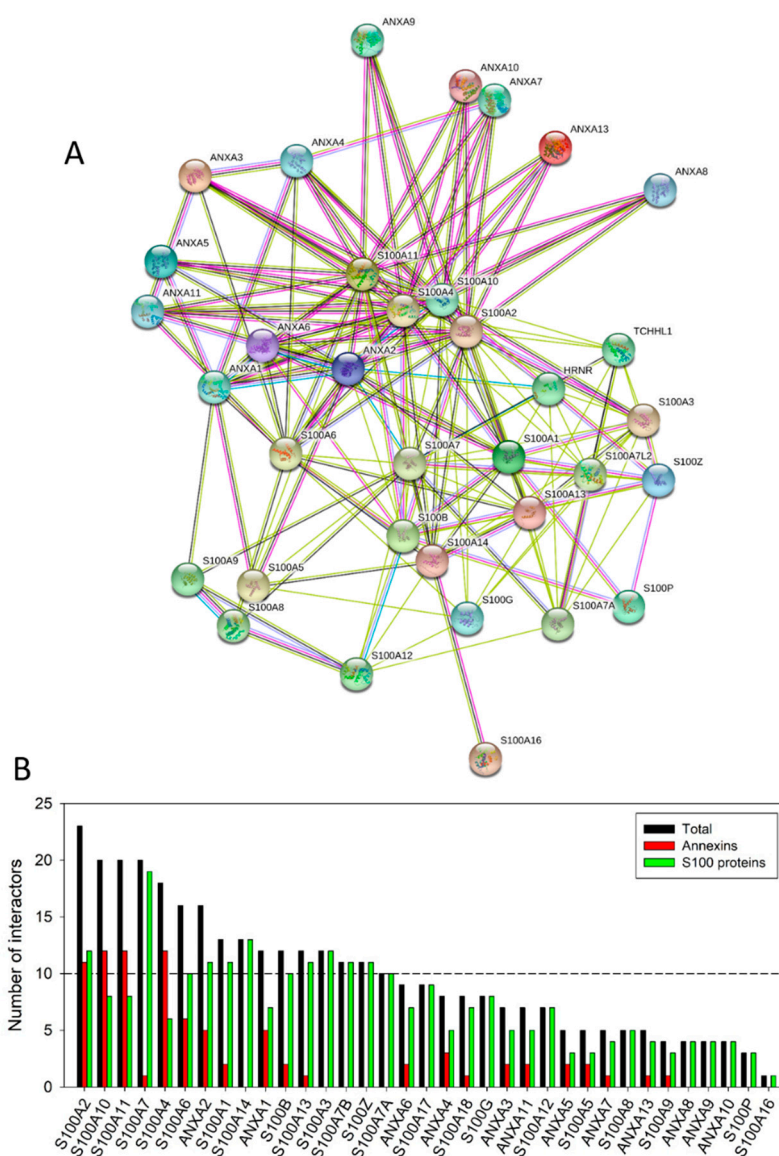 A
ANXA9
ANXA10
ANXA7
ANXA13
ANXA4
ANXA3
ANXA8
ANXA5
S100A11
S100A10
ANXA11
S100A4
S100A2
ANXA6
TCHHL1
ANXA2
HRNR
ANXA1
S100A3
S100A6
S100A7
S100A1
S100A7L2
S100Z
S100A13
S100B
S100A14
S100A9
S100A5
S100A8
S100G
S100A7A
S100P
S100A12
S100A16
B
Number of interactors
25
20
15
10
5
0
Total
Annexins
S100 proteins
S100A2
S100A10
S100A11
S100A7
S100A4
S100A6
ANXA2
S100A1
S100A14
ANXA1
S100B
S100A13
S100A3
S100A7B
S100Z
S100A7A
ANXA6
S100A17
ANXA4
S100A18
S100G
ANXA3
ANXA11
S100A12
ANXA5
S100A5
ANXA7
S100A8
ANXA13
S100A9
ANXA8
ANXA9
ANXA10
S100P
S100A16